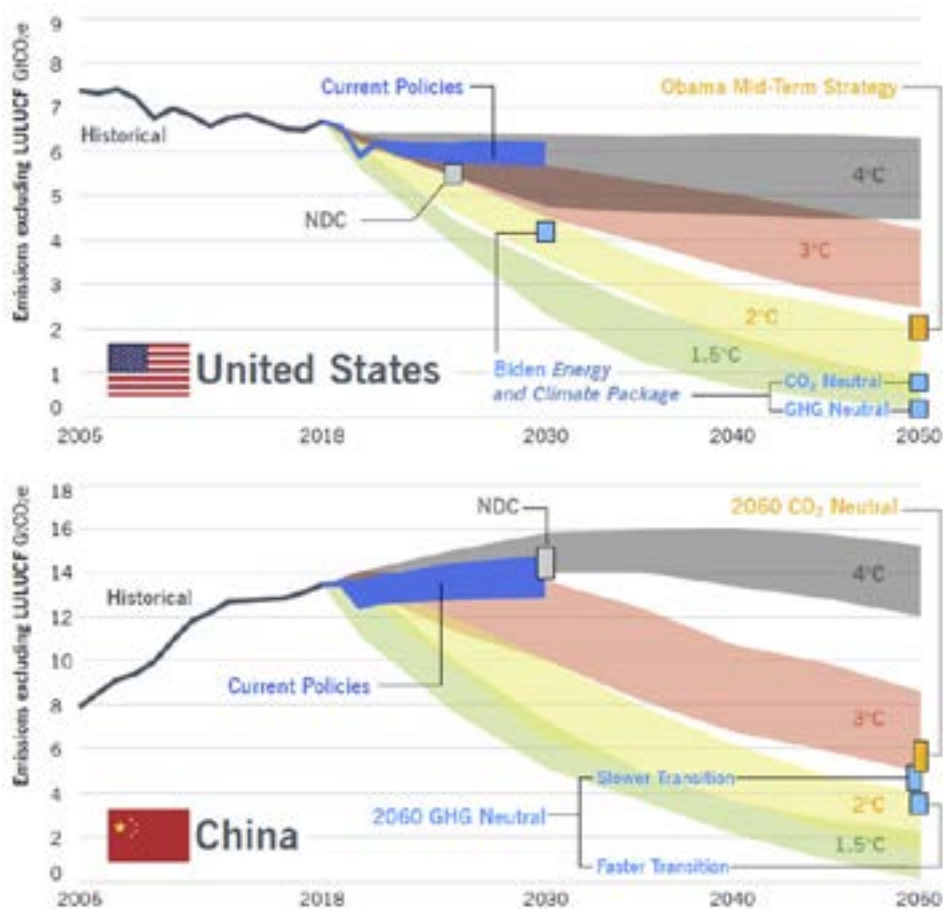 Emissions excluding LULUCF GtCO₂e
9
8
7
6
5
4
3
2
1
0
Current Policies
Obama Mid-Term Strategy
Historical
4°C
NDC
3°C
2°C
1.5°C
United States
Biden Energy
and Climate Package
CO₂ Neutral
GHG Neutral
2005
2018
2030
2040
2050
Emissions excluding LULUCF GtCO₂e
18
16
14
12
10
8
6
4
2
0
NDC
2060 CO₂ Neutral
4°C
Historical
Current Policies
3°C
Slower Transition
2060 GHG Neutral
2°C
China
1.5°C
Faster Transition
2005
2018
2030
2040
2050